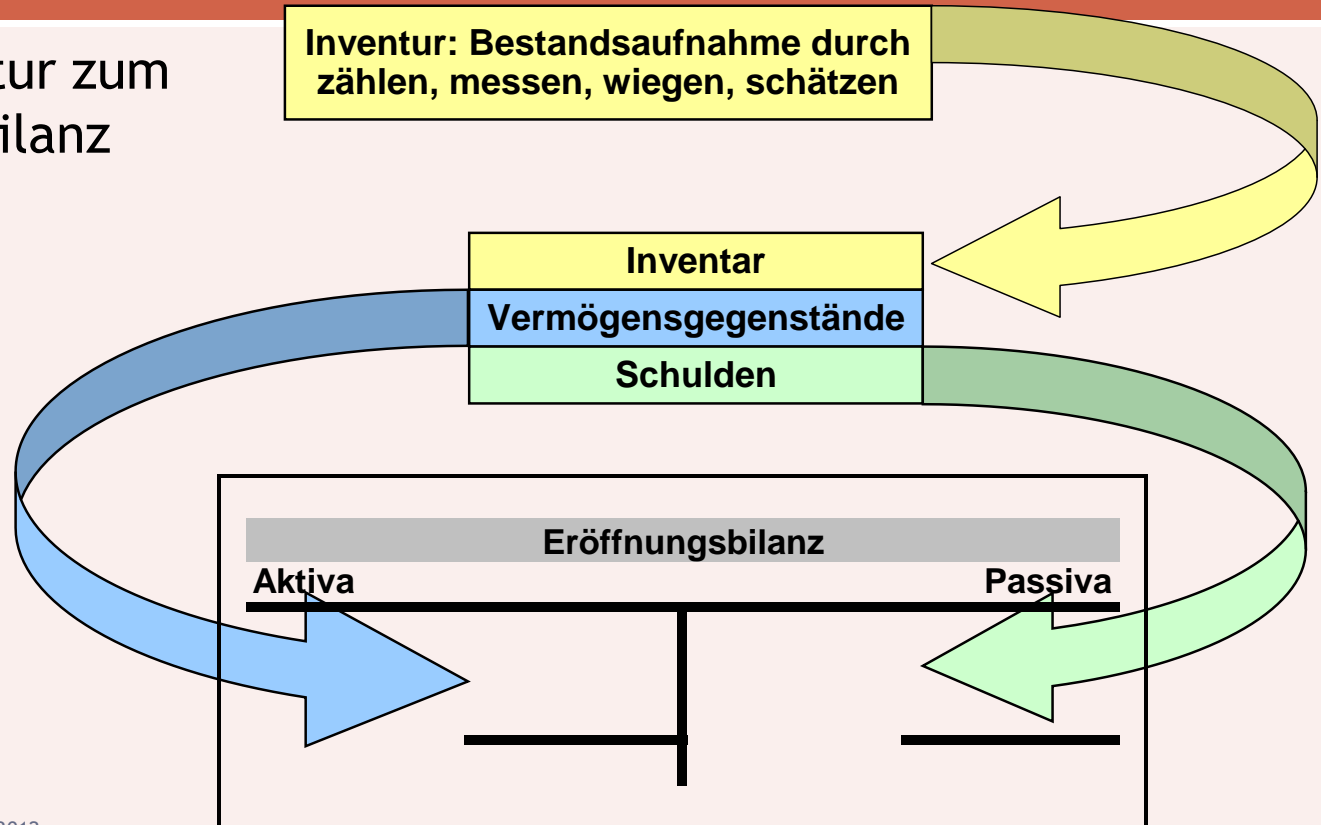 tur zum
ilanz
Inventur: Bestandsaufnahme durch
zählen, messen, wiegen, schätzen
Inventar
Vermögensgegenstände
Schulden
Eröffnungsbilanz
Aktiva Passiva